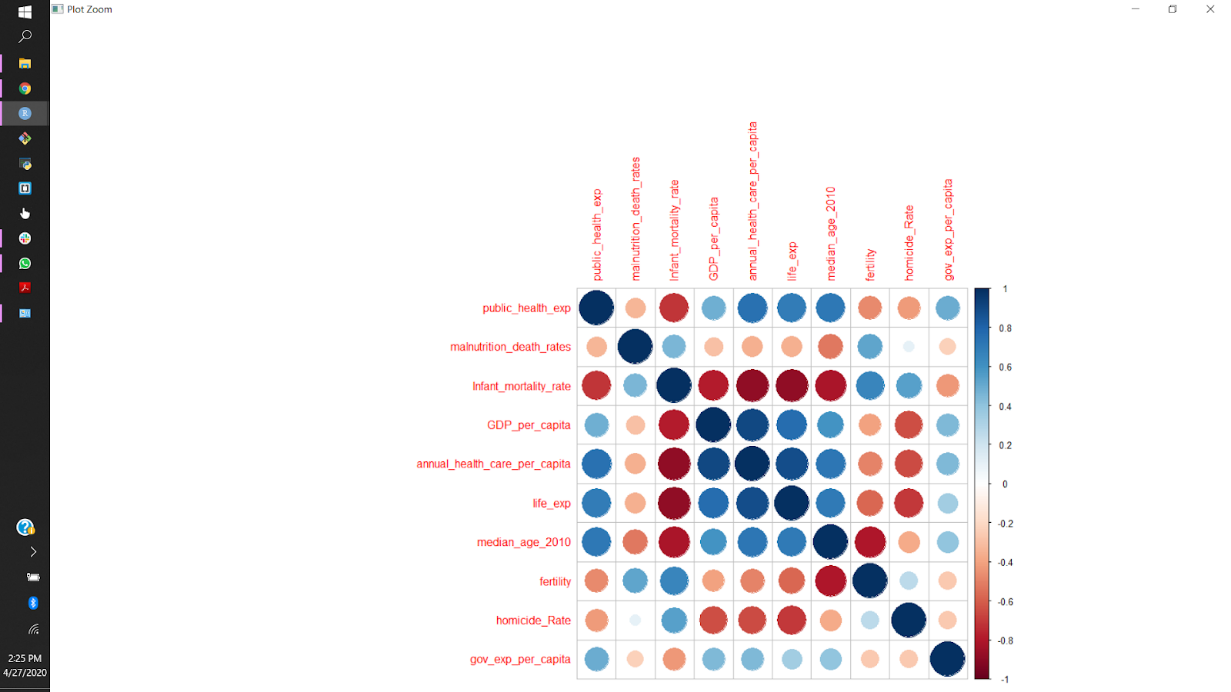 Plot Zoom
public_health_exp
malnutrition_death_rates
Infant_mortality_rate
GDP_per_capita
annual_health_care_per_capita
life_exp
median_age_2010
fertility
homicide_Rate
gov_exp_per_capita
public_health_exp
malnutrition_death_rates
Infant_mortality_rate
GDP_per_capita
annual_health_care_per_capita
life_exp
median_age_2010
fertility
homicide_Rate
gov_exp_per_capita
1
0.8
0.6
0.4
0.2
0
-0.2
-0.4
-0.6
-0.8
-1
2:25 PM
4/27/2020